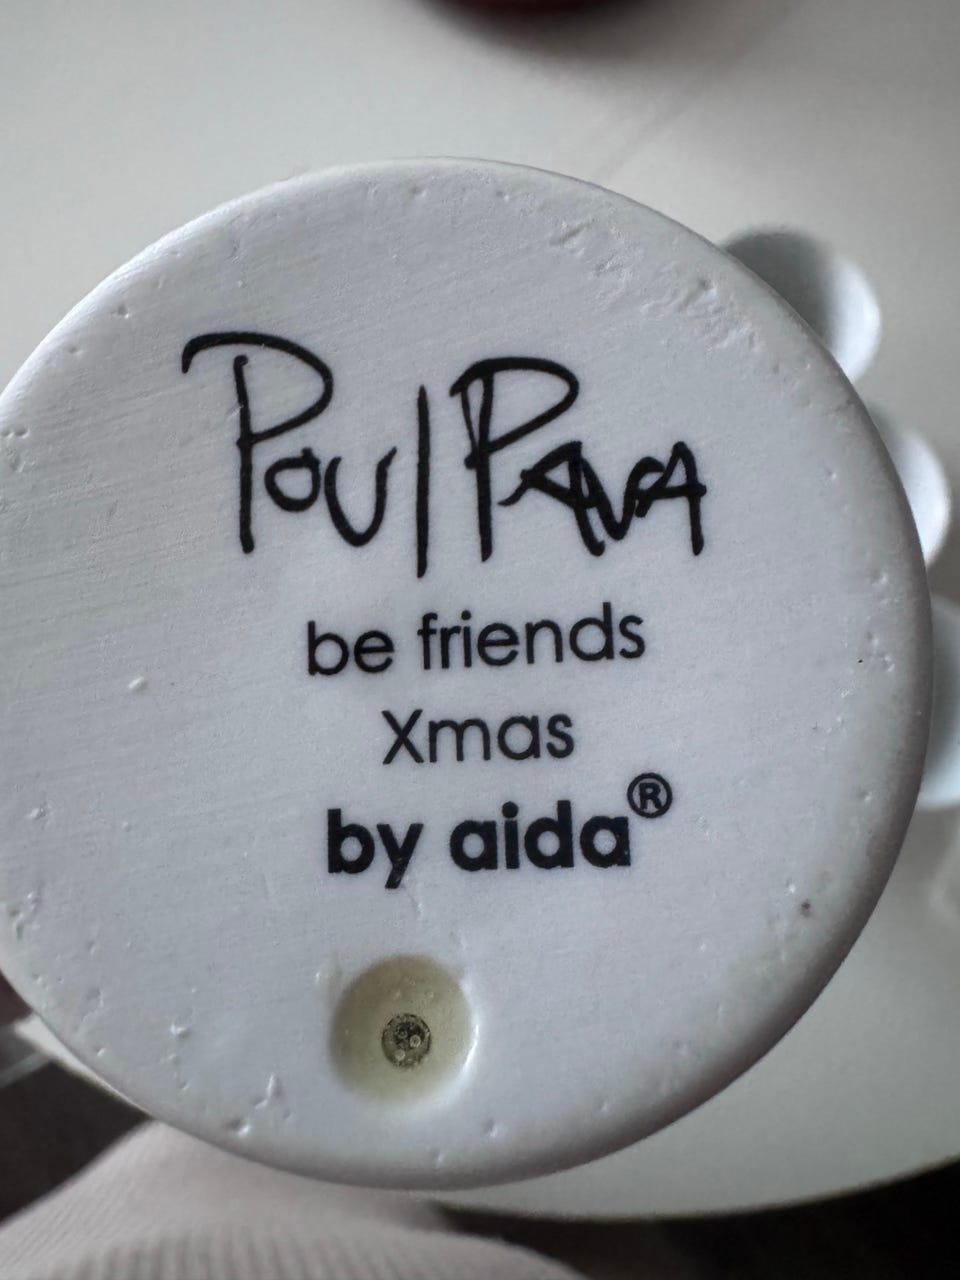 Poul Pava
be friends
Xmas
by aida®